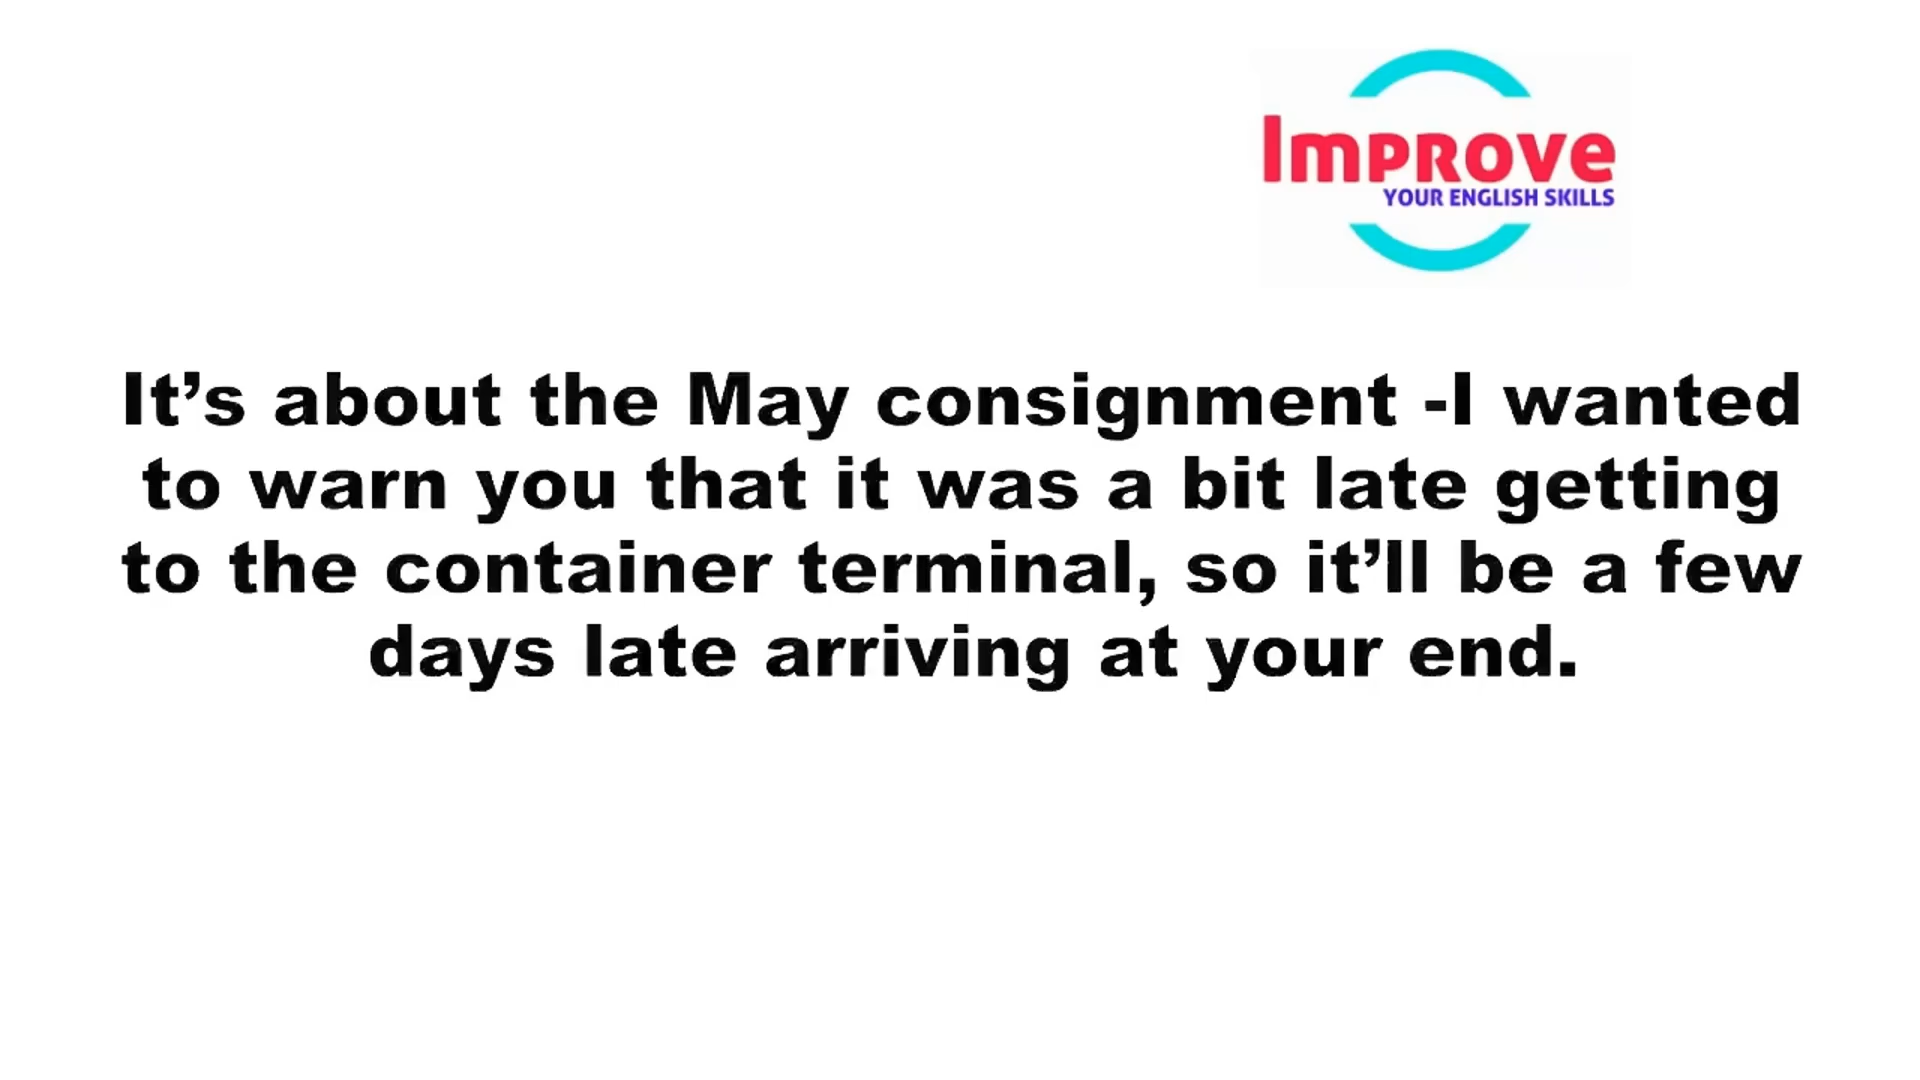 Improve
YOUR ENGLISH SKILLS
It’s about the May consignment -I wanted
to warn you that it was a bit late getting
to the container terminal, so it’ll be a few
days late arriving at your end.